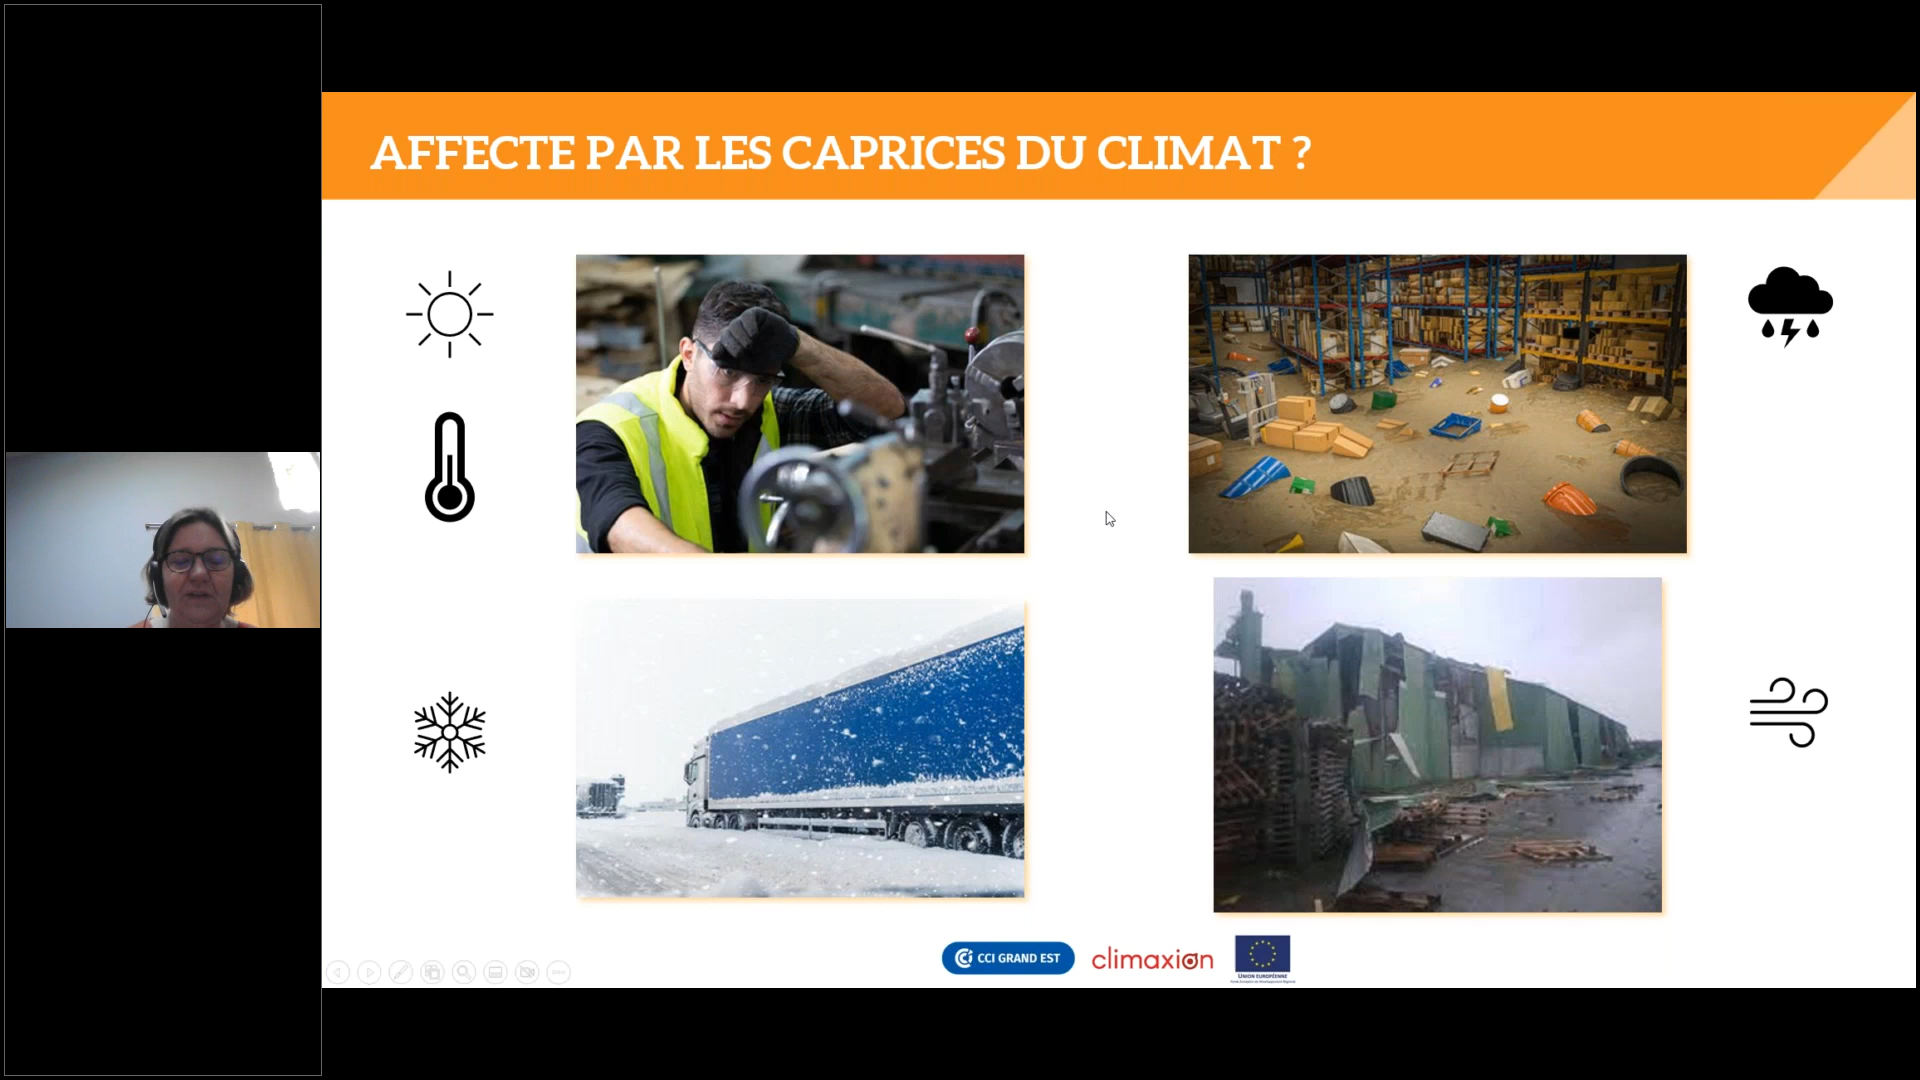 AFFECTE PAR LES CAPRICES DU CLIMAT ?
CCI GRAND EST
climaxion
UNION EUROPÉENNE